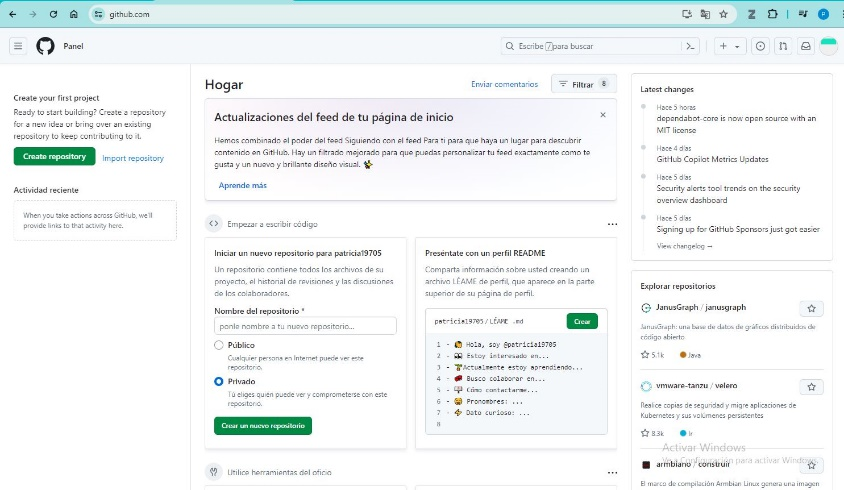 github.com
Panel
Escribe / para buscar
Create your first project
Ready to start building? Create a repository
for a new idea or bring over an existing
repository to keep contributing to it.
Create repository
Import repository
Actividad reciente
When you take actions across GitHub, we'll
provide links to that activity here.
Hogar
Enviar comentarios
Filtrar 8
Actualizaciones del feed de tu página de inicio
Hemos combinado el poder del feed Siguiendo con el feed Para ti para que haya un lugar para descubrir
contenido en GitHub. Hay un filtrado mejorado para que puedas personalizar tu feed exactamente como te
gusta y un nuevo y brillante diseño visual.
Aprende más
Empezar a escribir código
Iniciar un nuevo repositorio para patricia19705
Un repositorio contiene todos los archivos de su
proyecto, el historial de revisiones y las discusiones
de los colaboradores.
Nombre del repositorio *
ponle nombre a tu nuevo repositorio...
Público
Cualquier persona en Internet puede ver este
repositorio.
Privado
Tú eliges quién puede ver y comprometerse con este
repositorio.
Crear un nuevo repositorio
Preséntate con un perfil README
Comparta información sobre usted creando un
archivo LÉAME de perfil, que aparece en la parte
superior de su página de perfil.
patricia19705 / LÉAME .md
Crear
1 - Hola, soy @patricia19705
2 - Estoy interesado en...
3 - Actualmente estoy aprendiendo...
4 - Busco colaborar en...
5 - Cómo contactarme...
6 - Pronombres: ...
7 - Dato curioso: ...
8
Utilice herramientas del oficio
Latest changes
Hace 5 horas
dependabot-core is now open source with an
MIT license
Hace 4 días
GitHub Copilot Metrics Updates
Hace 5 días
Security alerts tool trends on the security
overview dashboard
Hace 5 días
Signing up for GitHub Sponsors just got easier
View changelog →
Explorar repositorios
JanusGraph / janusgraph
JanusGraph: una base de datos de gráficos distribuidos de
código abierto
5.1k Java
vmware-tanzu / velero
Realice copias de seguridad y migre aplicaciones de
Kubernetes y sus volúmenes persistentes
8.3k Ir
Activar Windows
Ve a Configuración para activar Windows.
armbiano / construir
El marco de compilación Armbian Linux genera una imagen